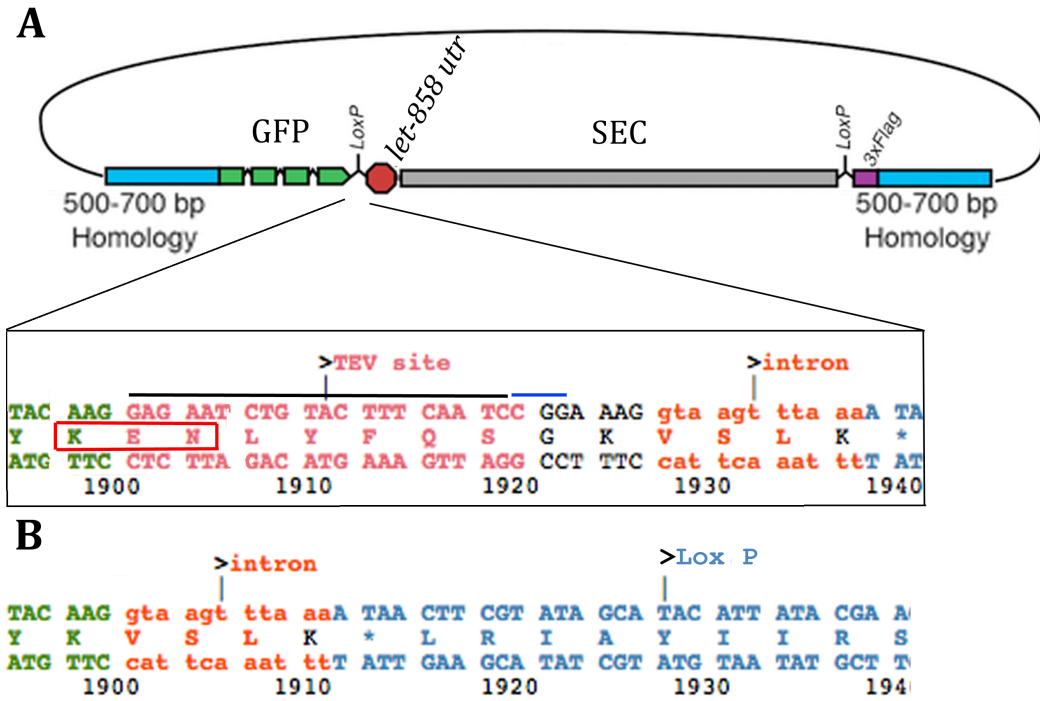 A
GFP
LoxP
let-858 utr
SEC
LoxP
3xFlag
500-700 bp
Homology
500-700 bp
Homology
>TEV site
>intron
TAC AAG GAG AAT CTG TAC TTT CAA TCC GGA AAG gta agt tta aaA TA
Y K E N L Y F Q S G K V S L K *
ATG TTC CTC TTA GAC ATG AAA GTT AGG CCT TTC cat tca aat ttT AT
1900 1910 1920 1930 1940
B
>intron
>Lox P
TAC AAG gta agt tta aaA TAA CTT CGT ATA GCA TAC ATT ATA CGA A
Y K V S L K * L R I A Y I I R S
ATG TTC cat tca aat ttT ATT GAA GCA TAT CGT ATG TAA TAT GCT T
1900 1910 1920 1930 194